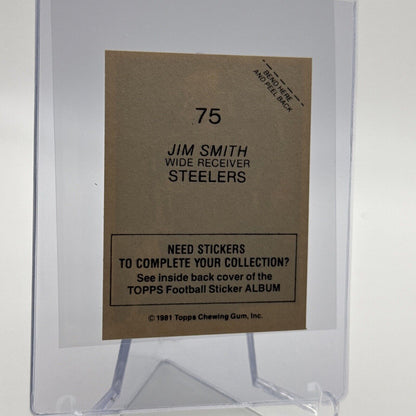 BEND HERE
AND PEEL BACK
75
JIM SMITH
WIDE RECEIVER
STEELERS
NEED STICKERS
TO COMPLETE YOUR COLLECTION?
See inside back cover of the
TOPPS Football Sticker ALBUM
© 1981 Topps Chewing Gum, Inc.